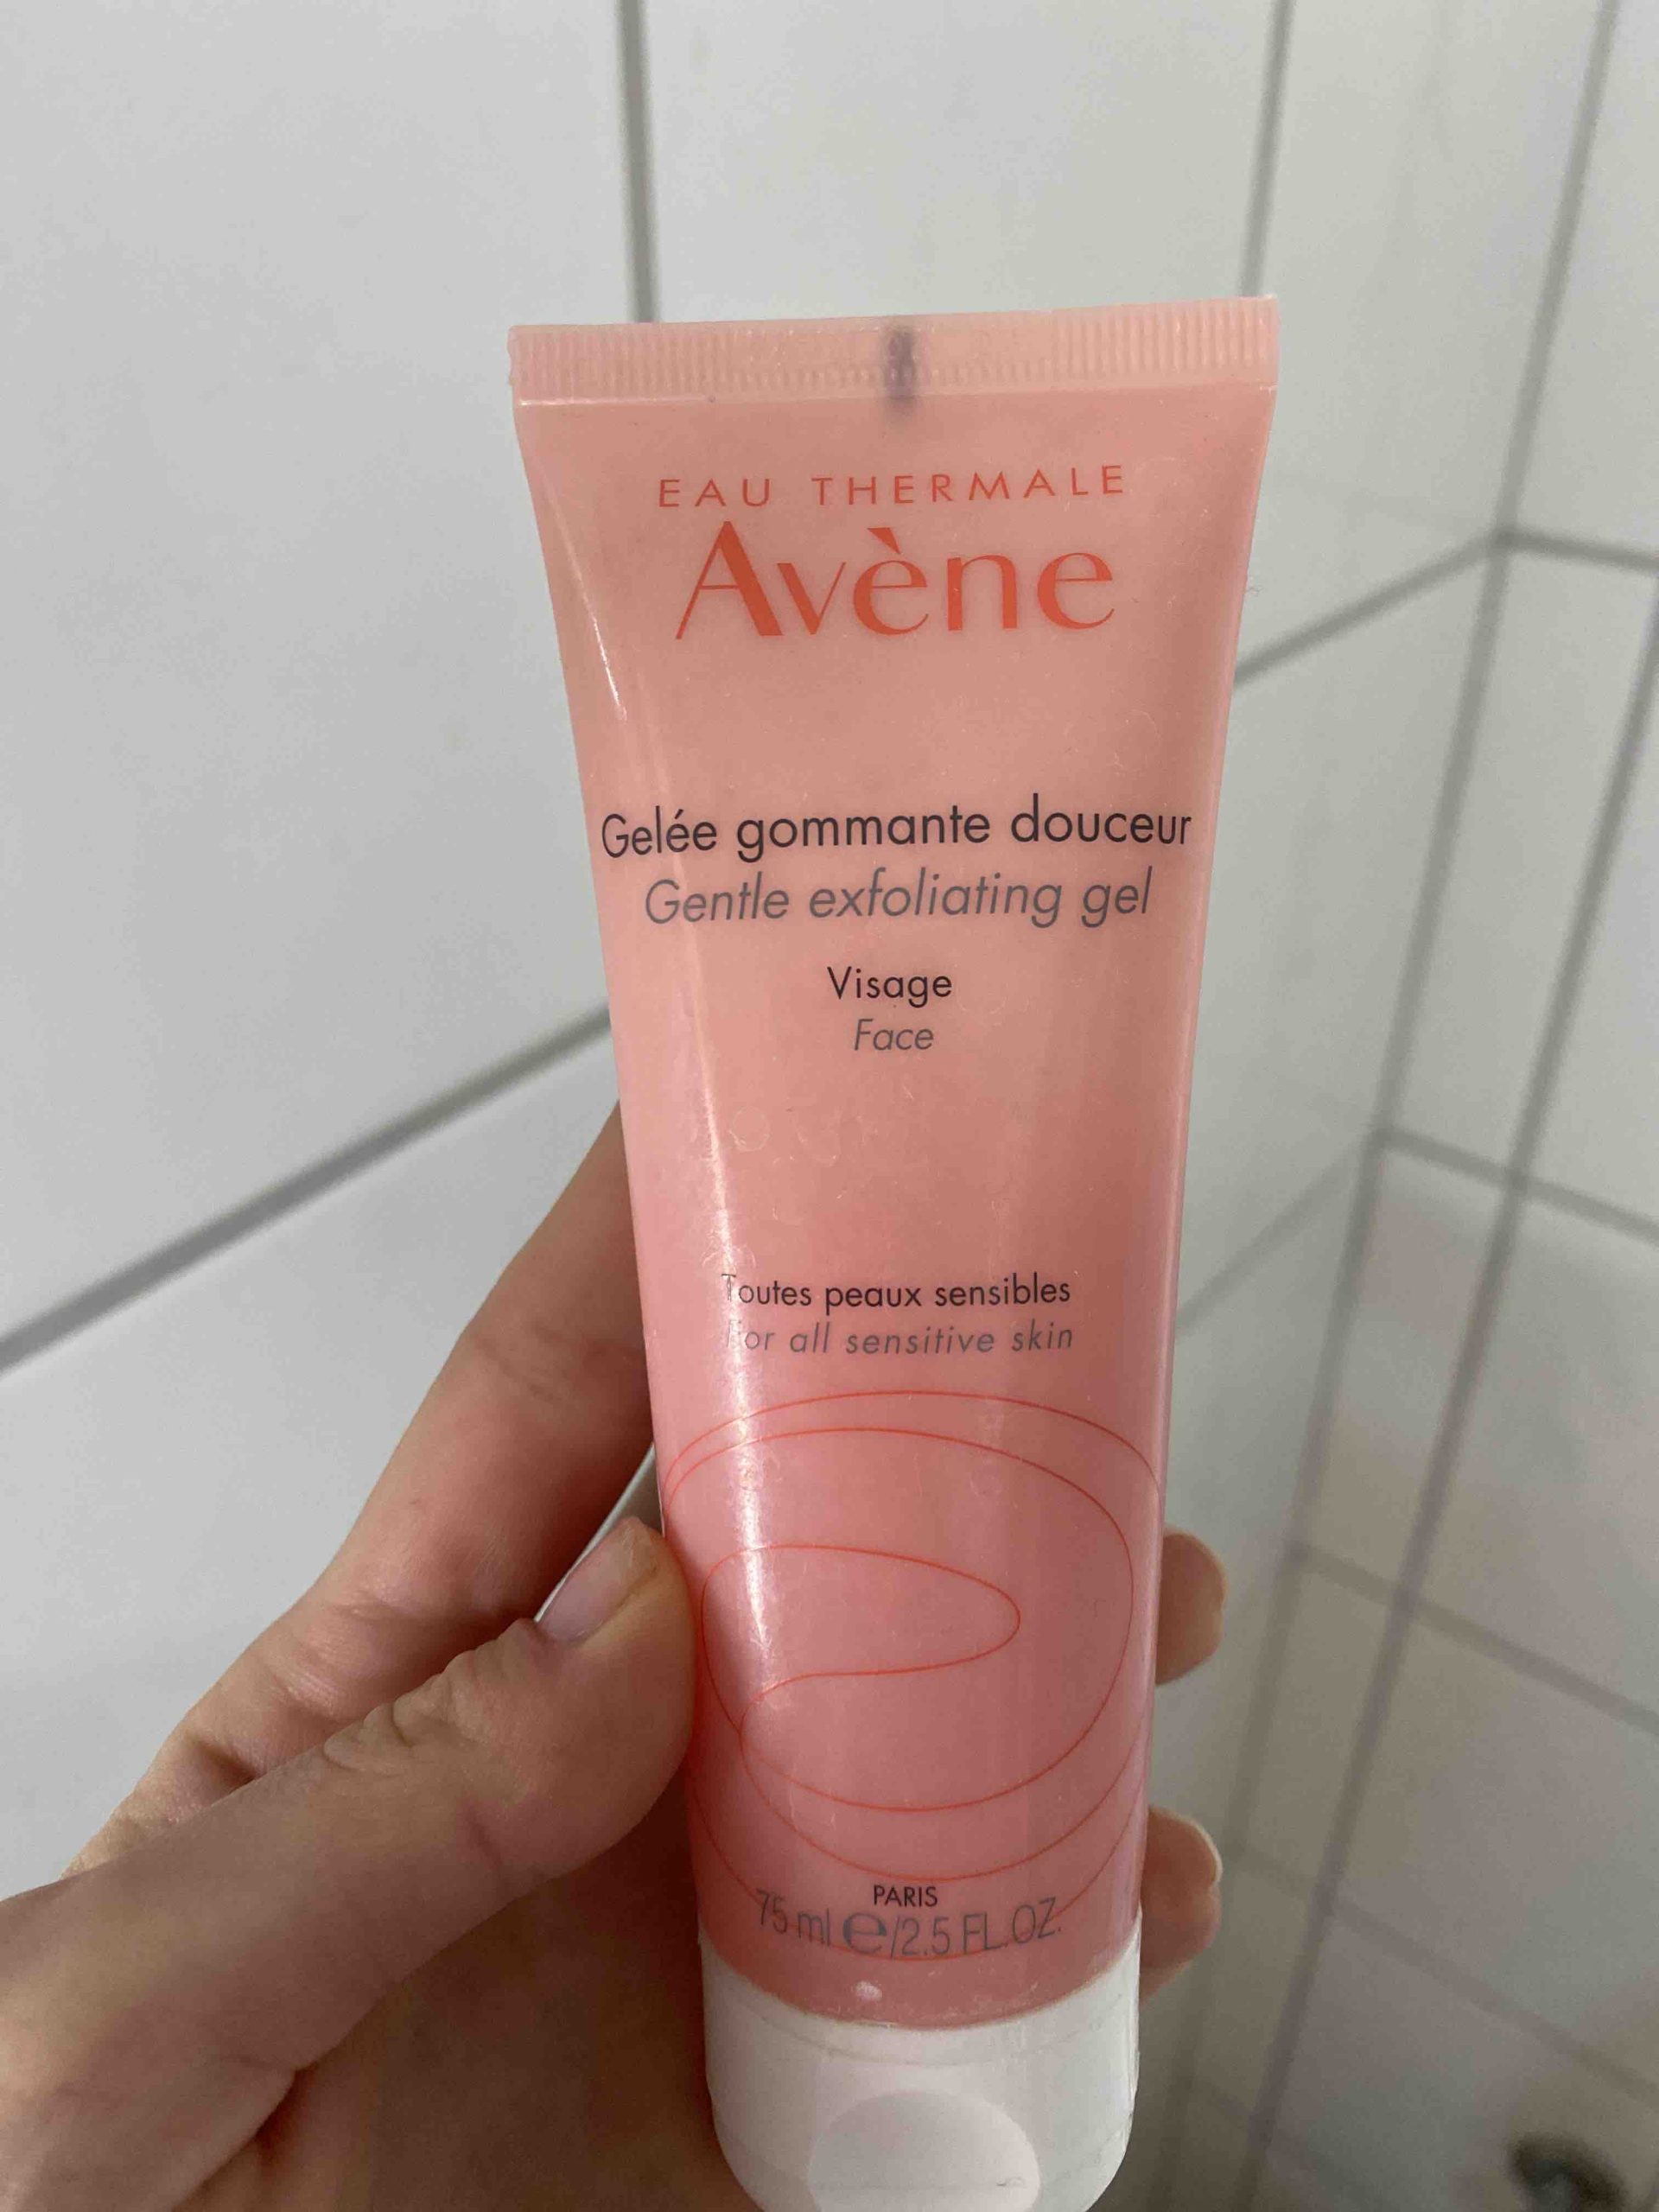 EAU THERMALE
Avène
Gelée gommante douceur
Gentle exfoliating gel
Visage
Face
Toutes peaux sensibles
For all sensitive skin
PARIS
75 ml e/2.5 FL.OZ.